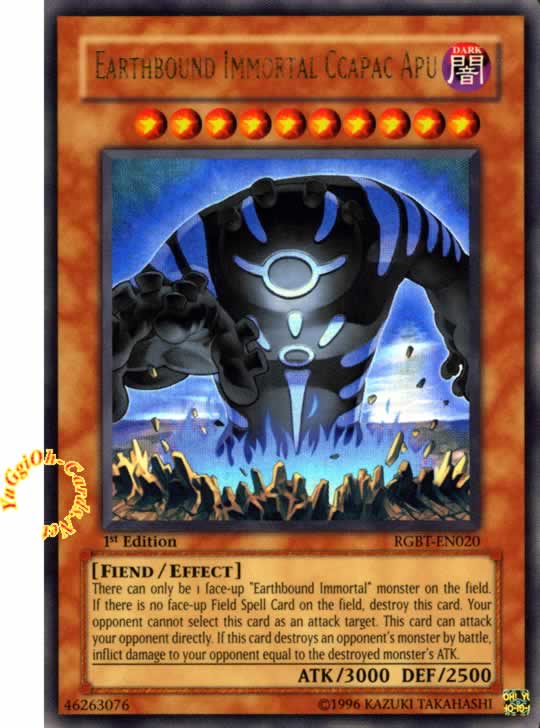 Earthbound Immortal Ccapac Apu
DARK
闇
YuGgiOh-Cards.Net
1st Edition
RGBT-EN020
[Fiend / Effect]
There can only be 1 face-up "Earthbound Immortal" monster on the field.
If there is no face-up Field Spell Card on the field, destroy this card. Your
opponent cannot select this card as an attack target. This card can attack
your opponent directly. If this card destroys an opponent's monster by battle,
inflict damage to your opponent equal to the destroyed monster's ATK.
ATK/3000 DEF/2500
46263076
©1996 KAZUKI TAKAHASHI